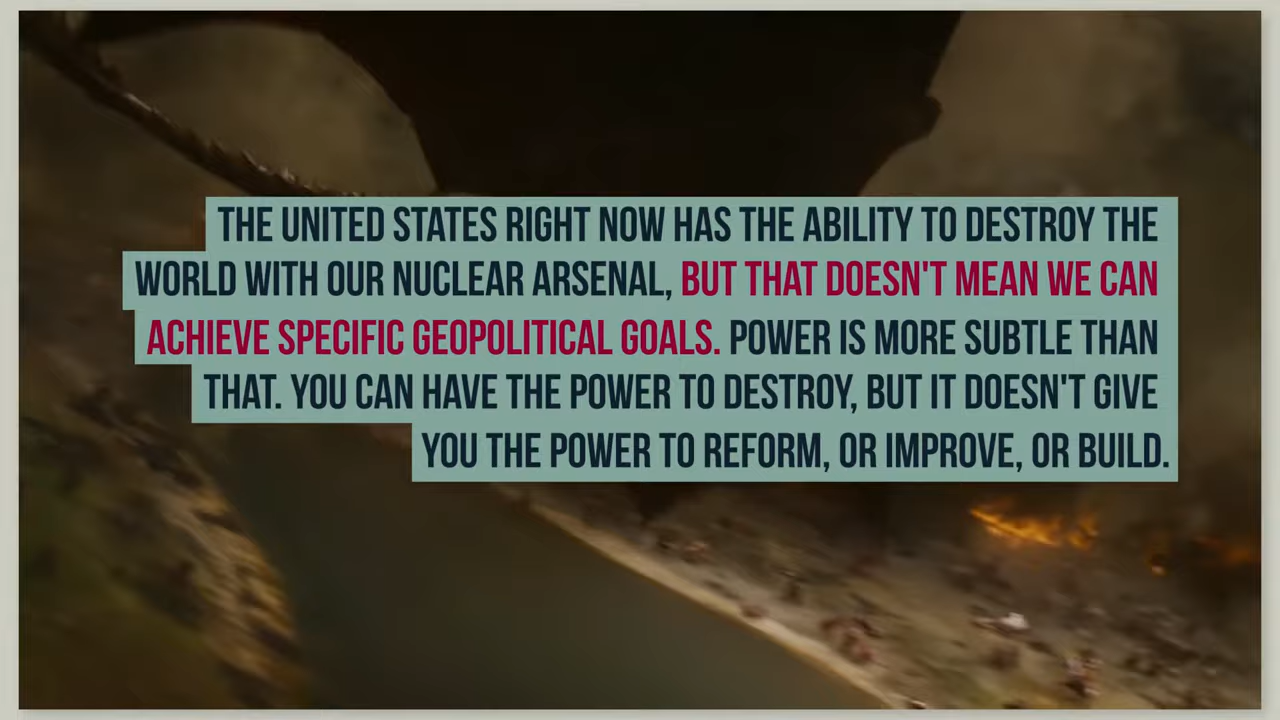 THE UNITED STATES RIGHT NOW HAS THE ABILITY TO DESTROY THE
WORLD WITH OUR NUCLEAR ARSENAL, BUT THAT DOESN'T MEAN WE CAN
ACHIEVE SPECIFIC GEOPOLITICAL GOALS. POWER IS MORE SUBTLE THAN
THAT. YOU CAN HAVE THE POWER TO DESTROY, BUT IT DOESN'T GIVE
YOU THE POWER TO REFORM, OR IMPROVE, OR BUILD.